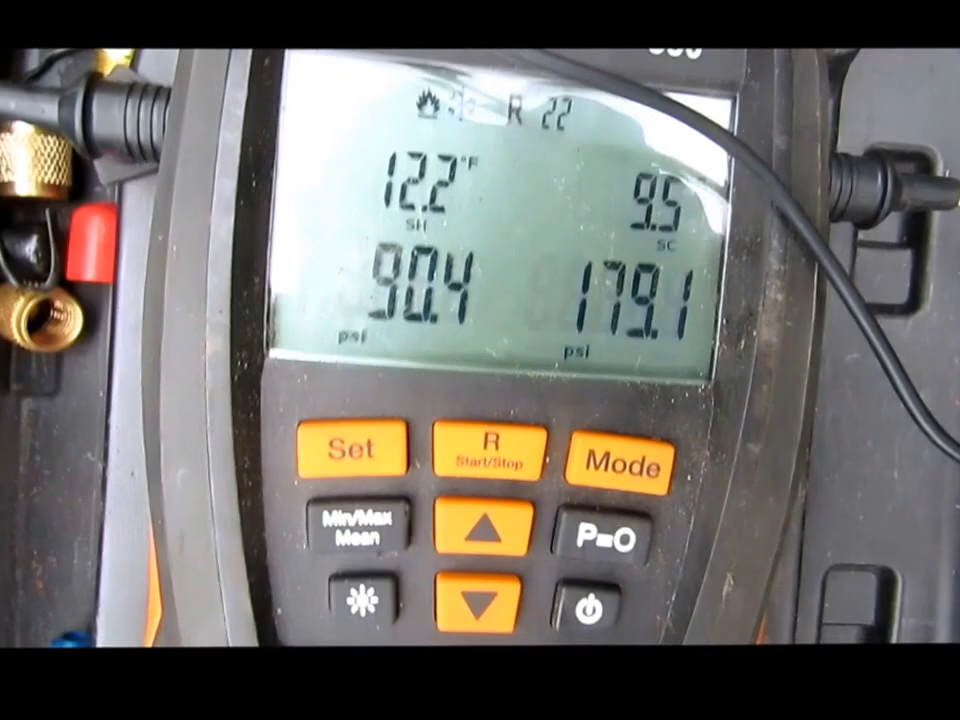 R 22
12.2 °F 9.5
SH SC
90.4 179.1
psi psi
Set R Start/Stop Mode
Min/Max Mean P=O